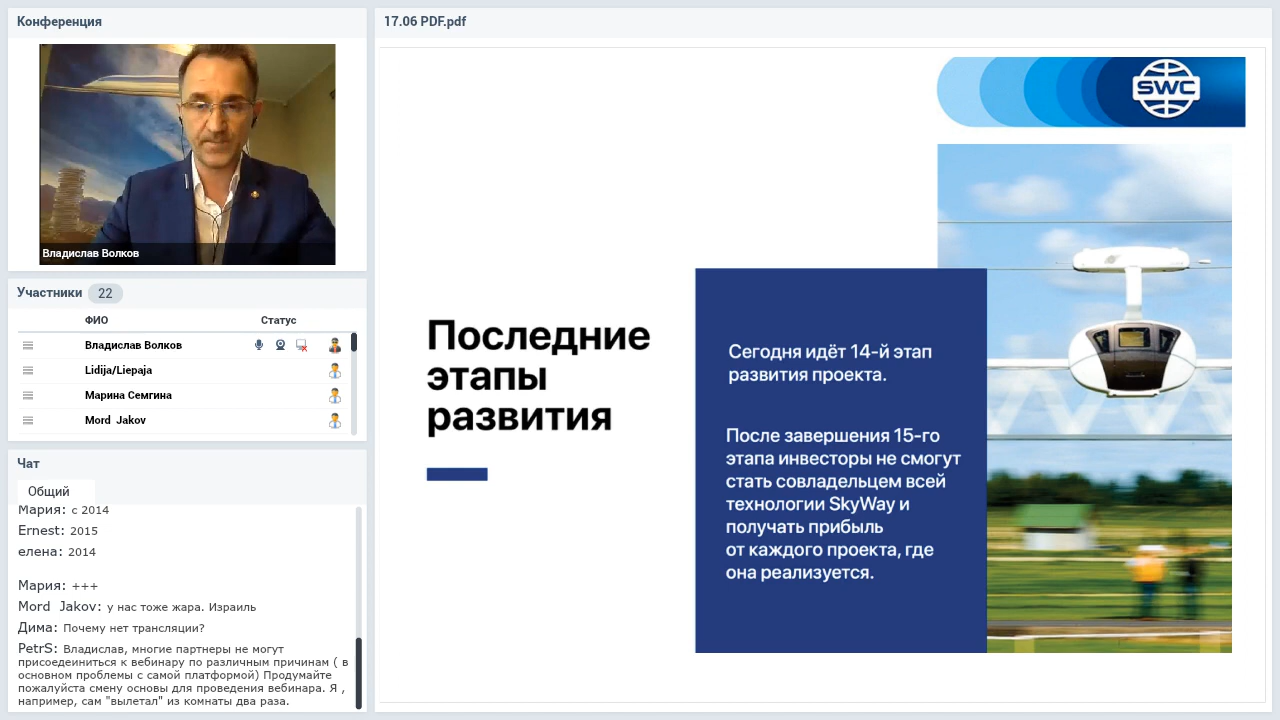 Конференция
Владислав Волков
Участники 22
ФИО Статус
Владислав Волков
Lidija/Liepaja
Марина Семгина
Mord Jakov
Чат
Общий
Мария: с 2014
Ernest: 2015
елена: 2014
Мария: +++
Mord Jakov: у нас тоже жара. Израиль
Дима: Почему нет трансляции?
PetrS: Владислав, многие партнеры не могут
присоедеиниться к вебинару по различным причинам ( в
основном проблемы с самой платформой) Продумайте
пожалуйста смену основы для проведения вебинара. Я ,
например, сам "вылетал" из комнаты два раза.
17.06 PDF.pdf
SWC
Последние
этапы
развития
Сегодня идёт 14-й этап
развития проекта.
После завершения 15-го
этапа инвесторы не смогут
стать совладельцем всей
технологии SkyWay и
получать прибыль
от каждого проекта, где
она реализуется.